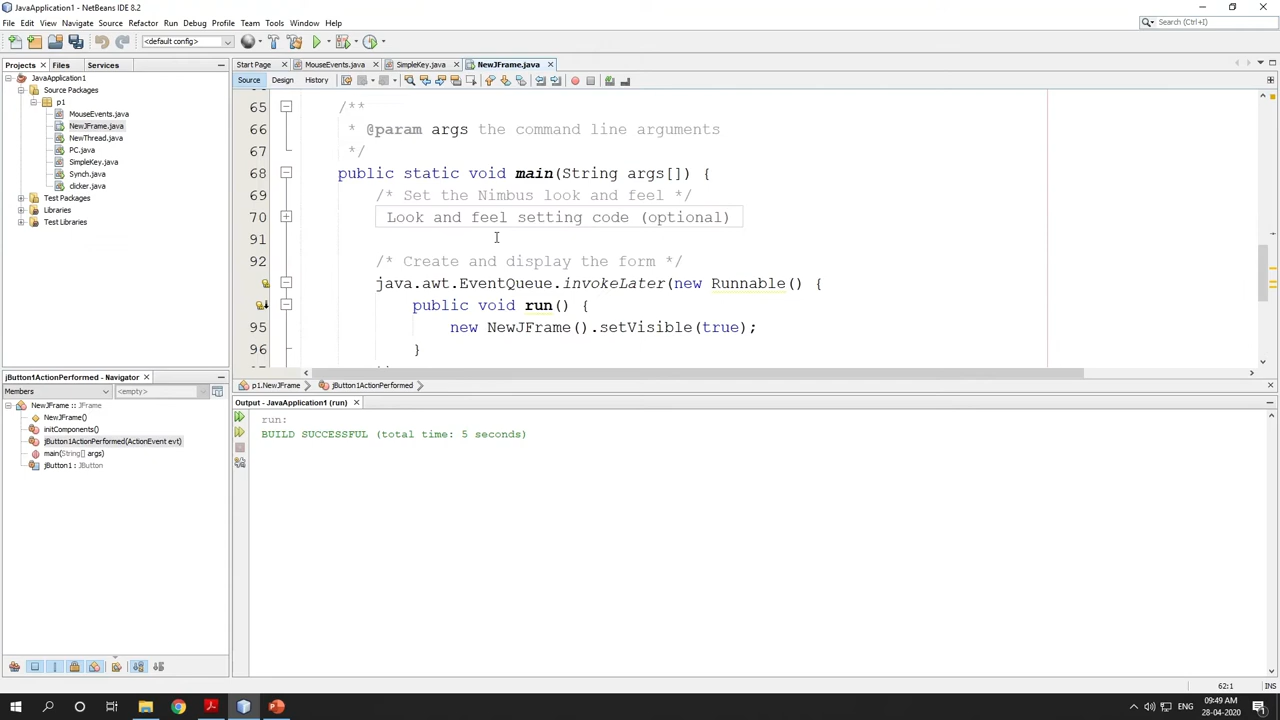 JavaApplication1 - NetBeans IDE 8.2
File Edit View Navigate Source Refactor Run Debug Profile Team Tools Window Help
Search (Ctrl+I)
<default config>
Projects Files Services
Start Page MouseEvents.java SimpleKey.java NewJFrame.java
JavaApplication1
Source Packages
p1
MouseEvents.java
NewJFrame.java
NewThread.java
PC.java
SimpleKey.java
Synch.java
clicker.java
Test Packages
Libraries
Test Libraries
Source Design History
65 /**
66 * @param args the command line arguments
67 */
68 public static void main(String args[]) {
69 /* Set the Nimbus look and feel */
70 Look and feel setting code (optional)
91
92 /* Create and display the form */
java.awt.EventQueue.invokeLater(new Runnable() {
public void run() {
95 new NewJFrame().setVisible(true);
96 }
p1.NewJFrame jButton1ActionPerformed
jButton1ActionPerformed - Navigator
Members <empty>
NewJFrame :: JFrame
NewJFrame()
initComponents()
jButton1ActionPerformed(ActionEvent evt)
main(String[] args)
jButton1 : JButton
Output - JavaApplication1 (run)
run:
BUILD SUCCESSFUL (total time: 5 seconds)
62:1 INS
ENG
09:49 AM
28-04-2020